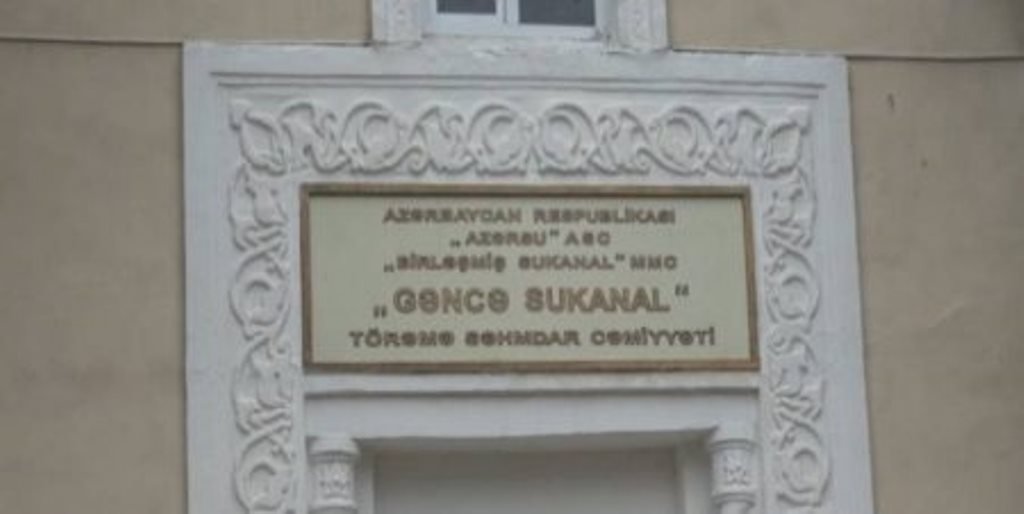 AZƏRBAYCAN RESPUBLİKASI
„AZƏRSU" ASC
„BİRLƏŞMİŞ SUKANAL" MMC
„GƏNCƏ SUKANAL"
TÖRƏMƏ SƏHMDAR CƏMİYYƏTİ